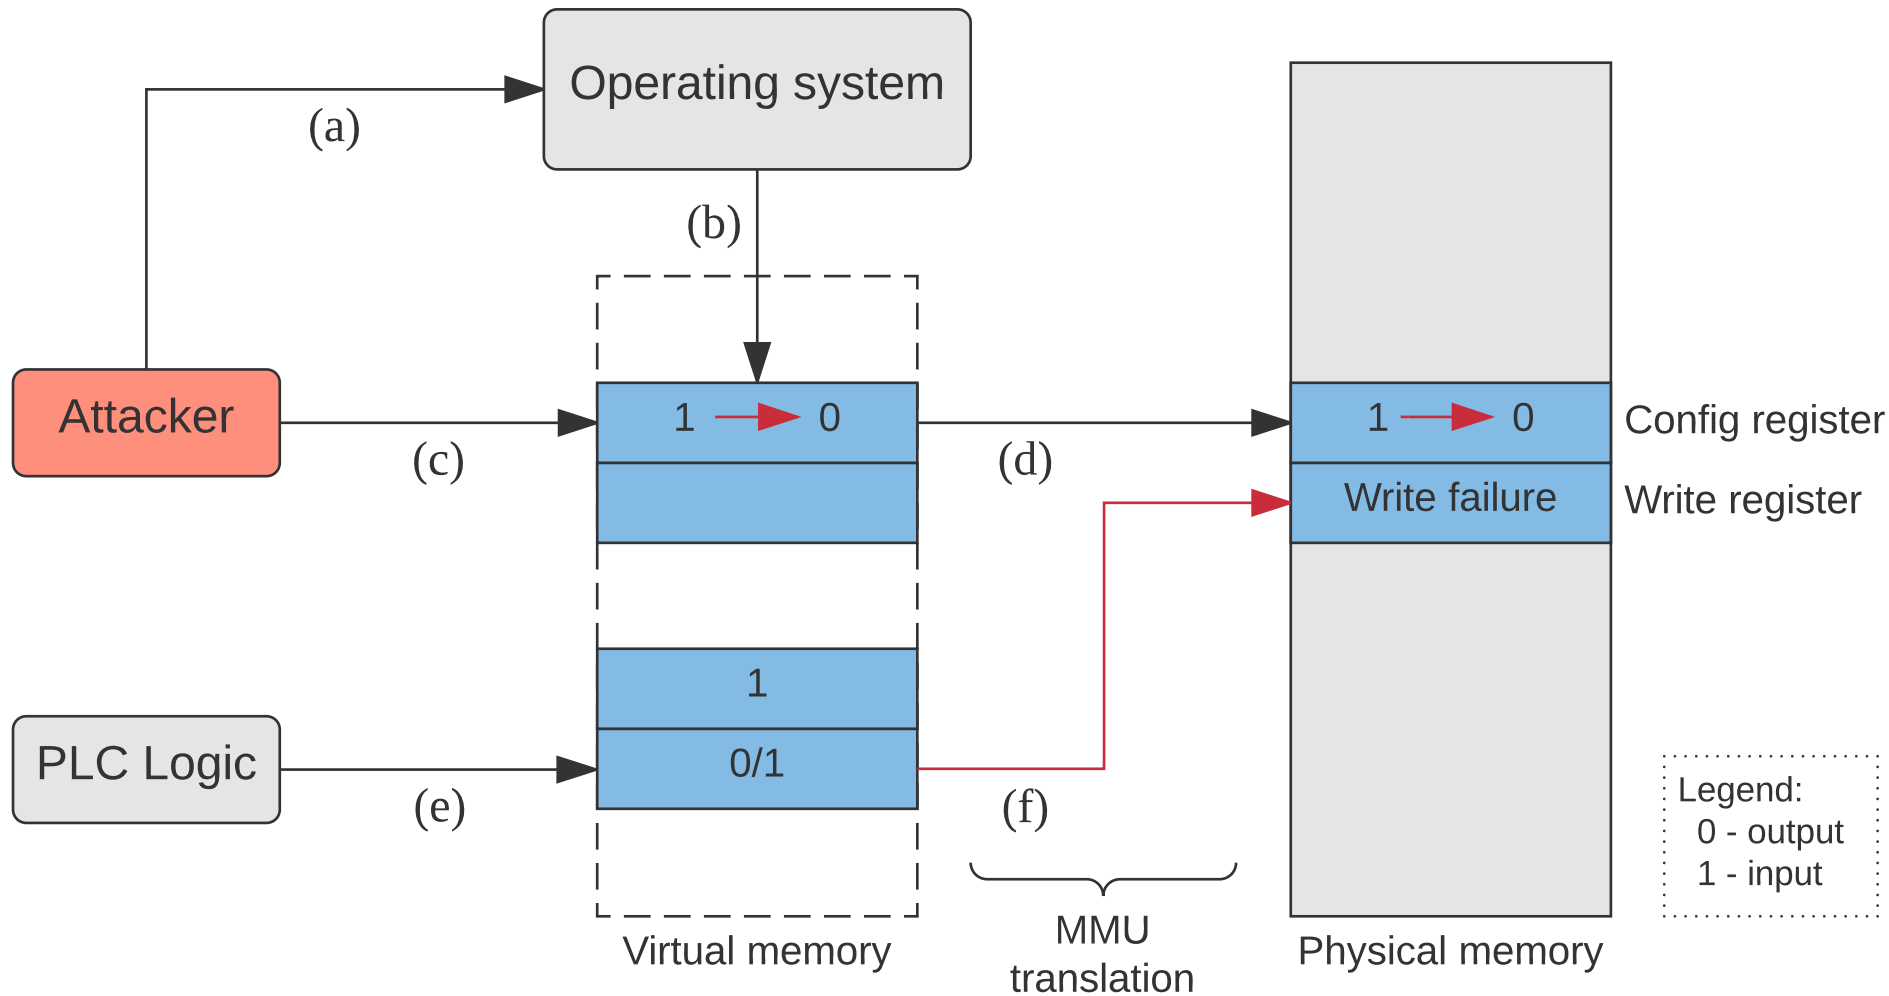 Operating system
(a)
(b)
Attacker
(c)
1 0
(d)
1 0
Config register
Write failure
Write register
1
PLC Logic
(e)
0/1
(f)
Legend:
0 - output
1 - input
MMU
translation
Virtual memory
Physical memory